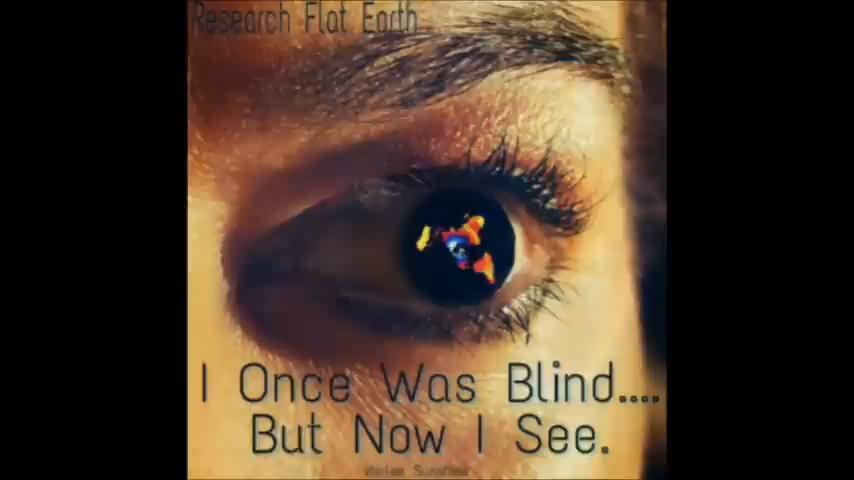 Research Flat Earth
I Once Was Blind....
But Now I See.